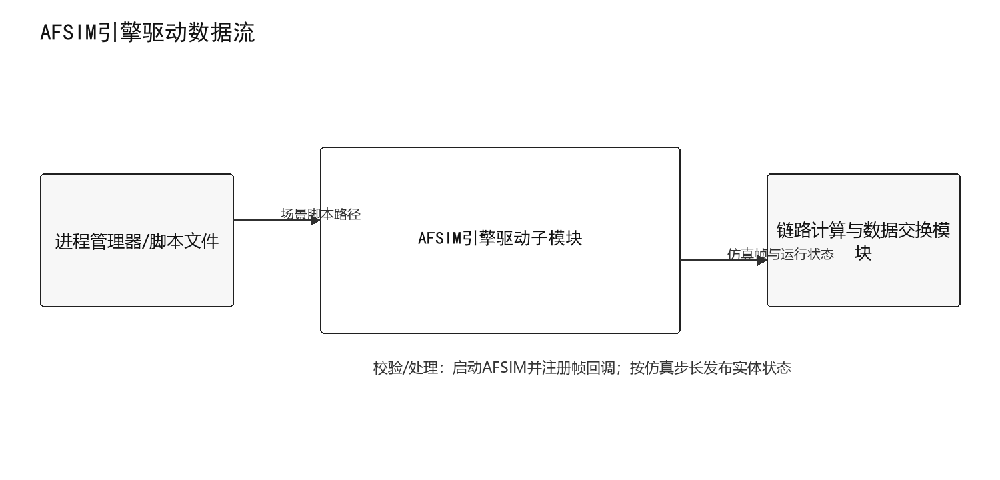 AFSIM引擎驱动数据流
场景脚本路径
进程管理器/脚本文件
AFSIM引擎驱动子模块
仿真帧与运行状态
链路计算与数据交换模
块
校验/处理：启动AFSIM并注册帧回调；按仿真步长发布实体状态